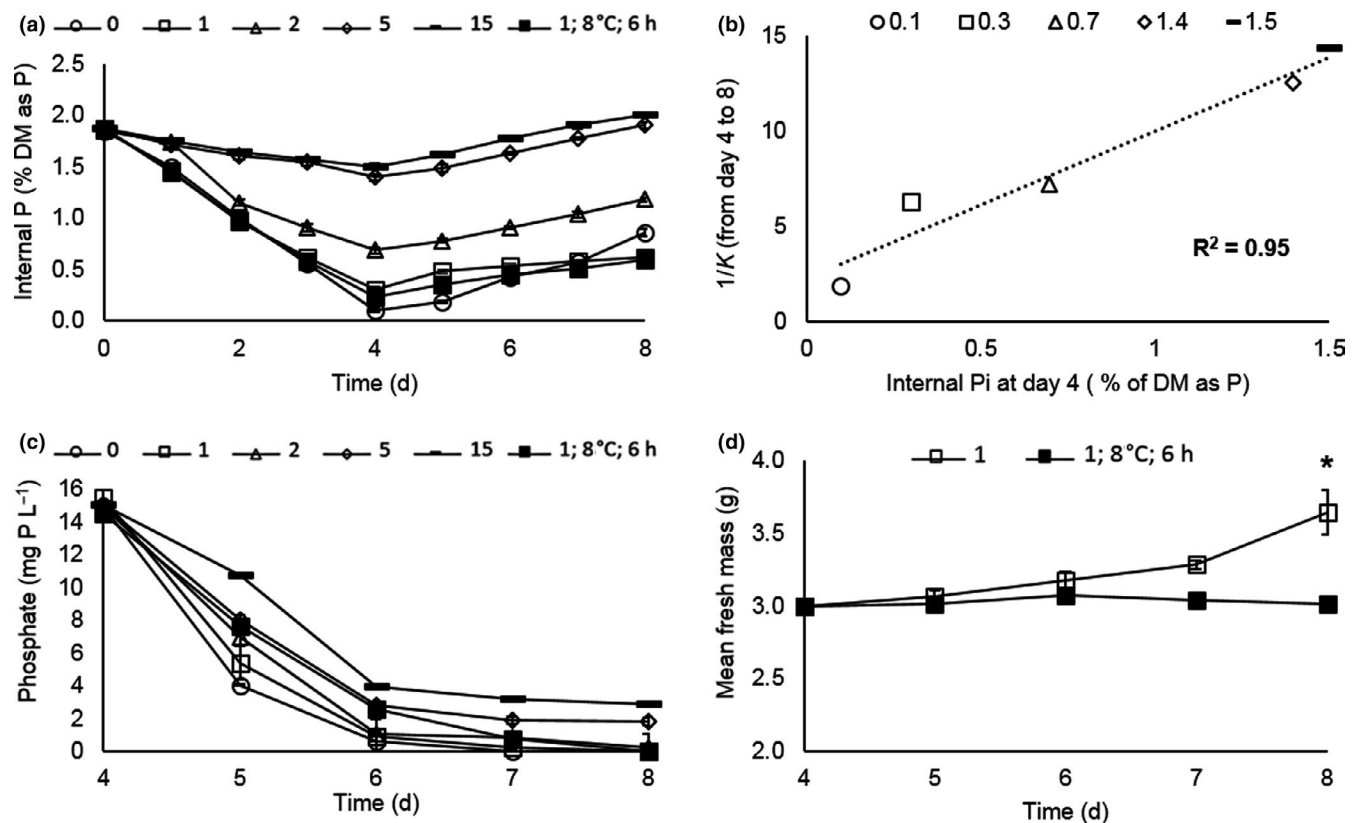 (a) 0 1 2 5 15 1; 8°C; 6 h
Internal P (% DM as P)
2.5
2.0
1.5
1.0
0.5
0.0
0 2 4 6 8
Time (d)
(b) 0.1 0.3 0.7 1.4 1.5
1/K (from day 4 to 8)
15
10
5
0
R² = 0.95
0 0.5 1 1.5
Internal Pi at day 4 ( % of DM as P)
(c) 0 1 2 5 15 1; 8°C; 6 h
Phosphate (mg P L⁻¹)
16
14
12
10
8
6
4
2
0
4 5 6 7 8
Time (d)
(d) 1 1; 8°C; 6 h
Mean fresh mass (g)
4.0
*
3.5
3.0
2.5
2.0
4 5 6 7 8
Time (d)